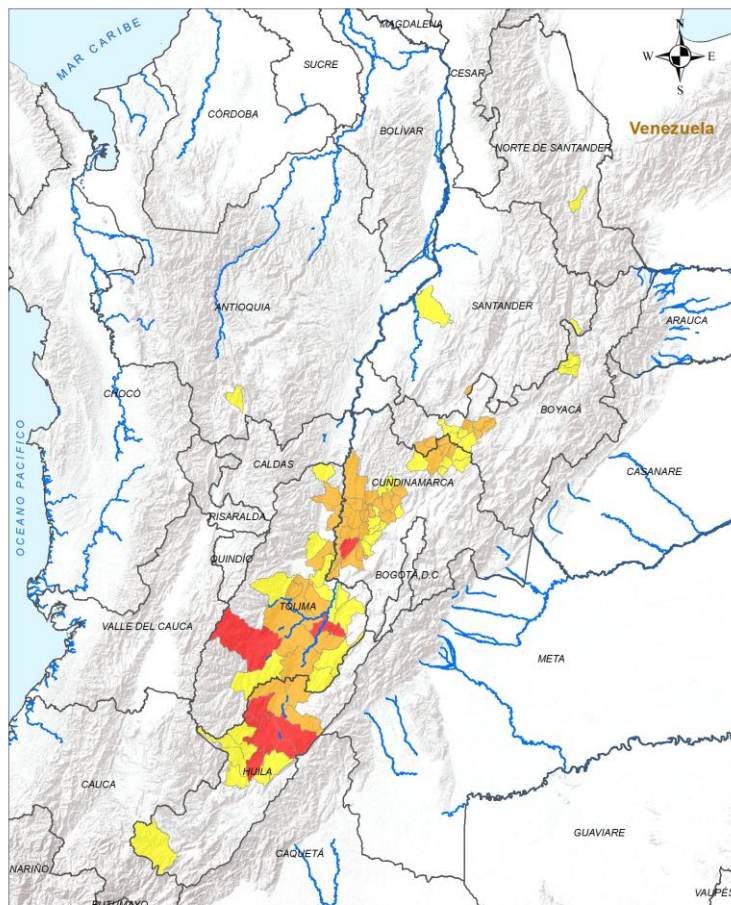 MAGDALENA
N
MAR CARIBE
SUCRE
CESAR
W
E
S
CÓRDOBA
BOLÍVAR
Venezuela
NORTE DE SANTANDER
ANTIOQUIA
SANTANDER
ARAUCA
CHOCÓ
BOYACÁ
OCEANO PACIFICO
CALDAS
CASANARE
CUNDINAMARCA
RISARALDA
QUINDÍO
BOGOTÁ, D.C
TOLIMA
VALLE DEL CAUCA
META
HUILA
CAUCA
GUAVIARE
CAQUETÁ
NARIÑO
PUTUMAYO
VAUPÉS